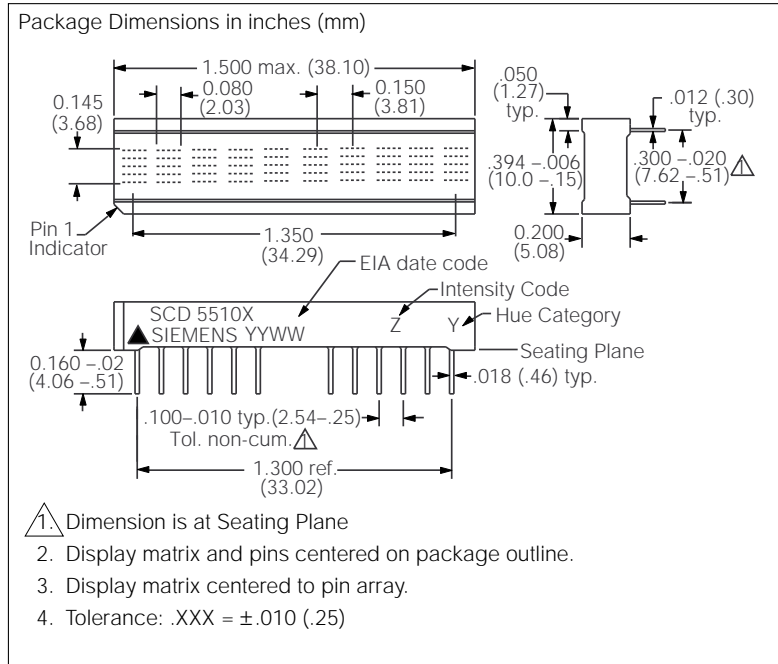 Package Dimensions in inches (mm)
1.500 max. (38.10)
0.145
(3.68)
0.080
(2.03)
0.150
(3.81)
.050
(1.27)
typ.
.012 (.30)
typ.
.394 –.006
(10.0 –.15)
.300 –.020
(7.62 –.51)
1
Pin 1
Indicator
1.350
(34.29)
0.200
(5.08)
EIA date code
Intensity Code
SCD 5510X
Z
Y
Hue Category
SIEMENS YYWW
Seating Plane
0.160 –.02
(4.06 –.51)
.018 (.46) typ.
.100–.010 typ.(2.54–.25)
Tol. non-cum. 1
1.300 ref.
(33.02)
1. Dimension is at Seating Plane
2. Display matrix and pins centered on package outline.
3. Display matrix centered to pin array.
4. Tolerance: .XXX = ±.010 (.25)